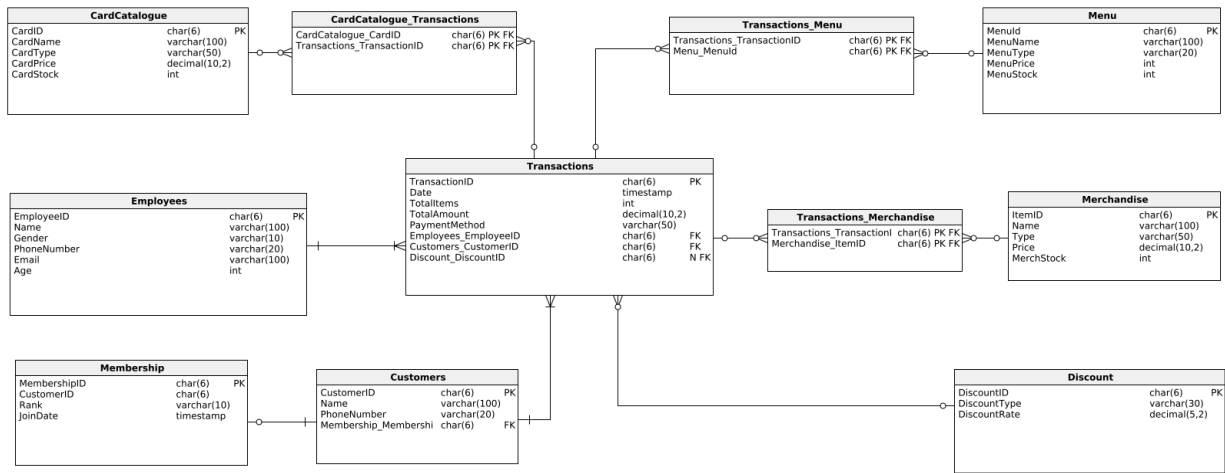 CardCatalogue
CardID char(6) PK
CardName varchar(100)
CardType varchar(50)
CardPrice decimal(10,2)
CardStock int
CardCatalogue_Transactions
CardCatalogue_CardID char(6) PK FK
Transactions_TransactionID char(6) PK FK
Transactions_Menu
Transactions_TransactionID char(6) PK FK
Menu_MenuId char(6) PK FK
Menu
MenuId char(6) PK
MenuName varchar(100)
MenuType varchar(20)
MenuPrice int
MenuStock int
Employees
EmployeeID char(6) PK
Name varchar(100)
Gender varchar(10)
PhoneNumber varchar(20)
Email varchar(100)
Age int
Transactions
TransactionID char(6) PK
Date timestamp
TotalItems int
TotalAmount decimal(10,2)
PaymentMethod varchar(50)
Employees_EmployeeID char(6) FK
Customers_CustomerID char(6) FK
Discount_DiscountID char(6) N FK
Transactions_Merchandise
Transactions_TransactionI char(6) PK FK
Merchandise_ItemID char(6) PK FK
Merchandise
ItemID char(6) PK
Name varchar(100)
Type varchar(50)
Price decimal(10,2)
MerchStock int
Membership
MembershipID char(6) PK
CustomerID char(6)
Rank varchar(10)
JoinDate timestamp
Customers
CustomerID char(6) PK
Name varchar(100)
PhoneNumber varchar(20)
Membership_Membershi char(6) FK
Discount
DiscountID char(6) PK
DiscountType varchar(30)
DiscountRate decimal(5,2)